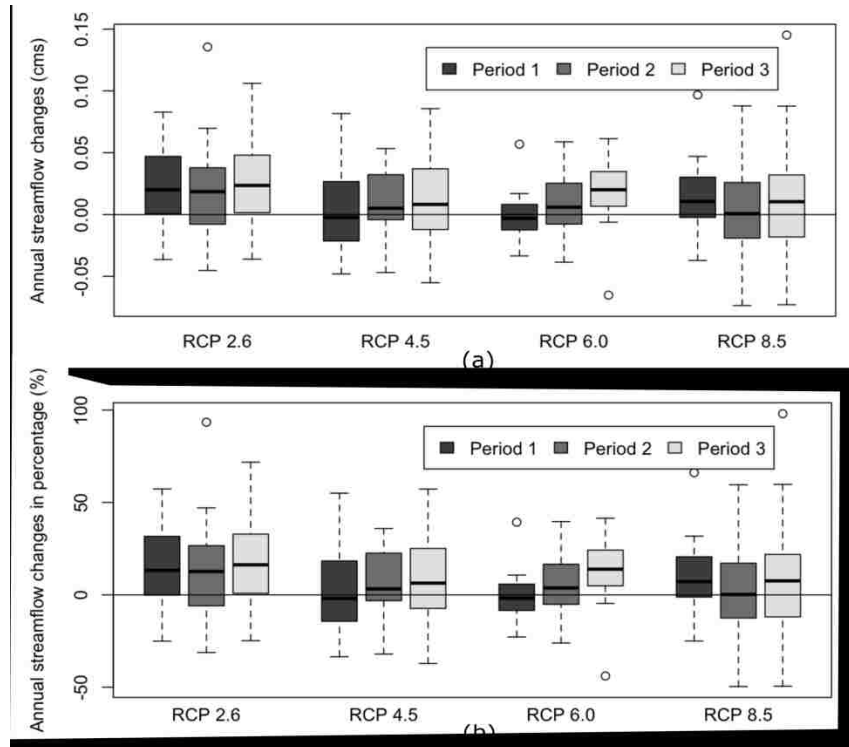 Annual streamflow changes (cms)
0.15
0.10
0.05
0.00
-0.05
Period 1 Period 2 Period 3
RCP 2.6 RCP 4.5 RCP 6.0 RCP 8.5
(a)
Annual streamflow changes in percentage (%)
100
50
0
-50
Period 1 Period 2 Period 3
RCP 2.6 RCP 4.5 RCP 6.0 RCP 8.5
(b)